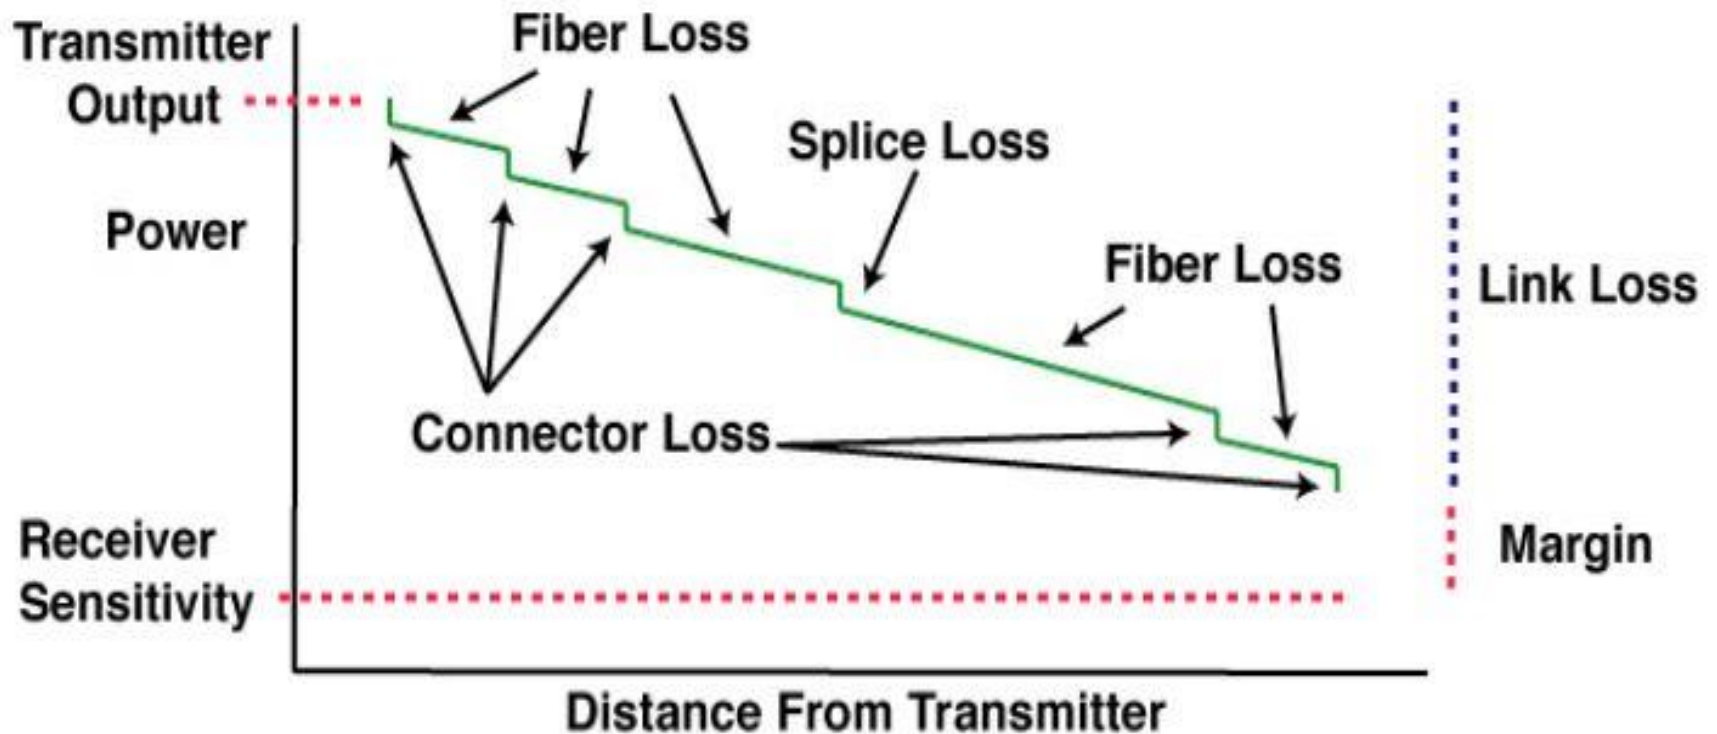 Transmitter
Output
Fiber Loss
Splice Loss
Power
Fiber Loss
Link Loss
Connector Loss
Receiver
Sensitivity
Margin
Distance From Transmitter